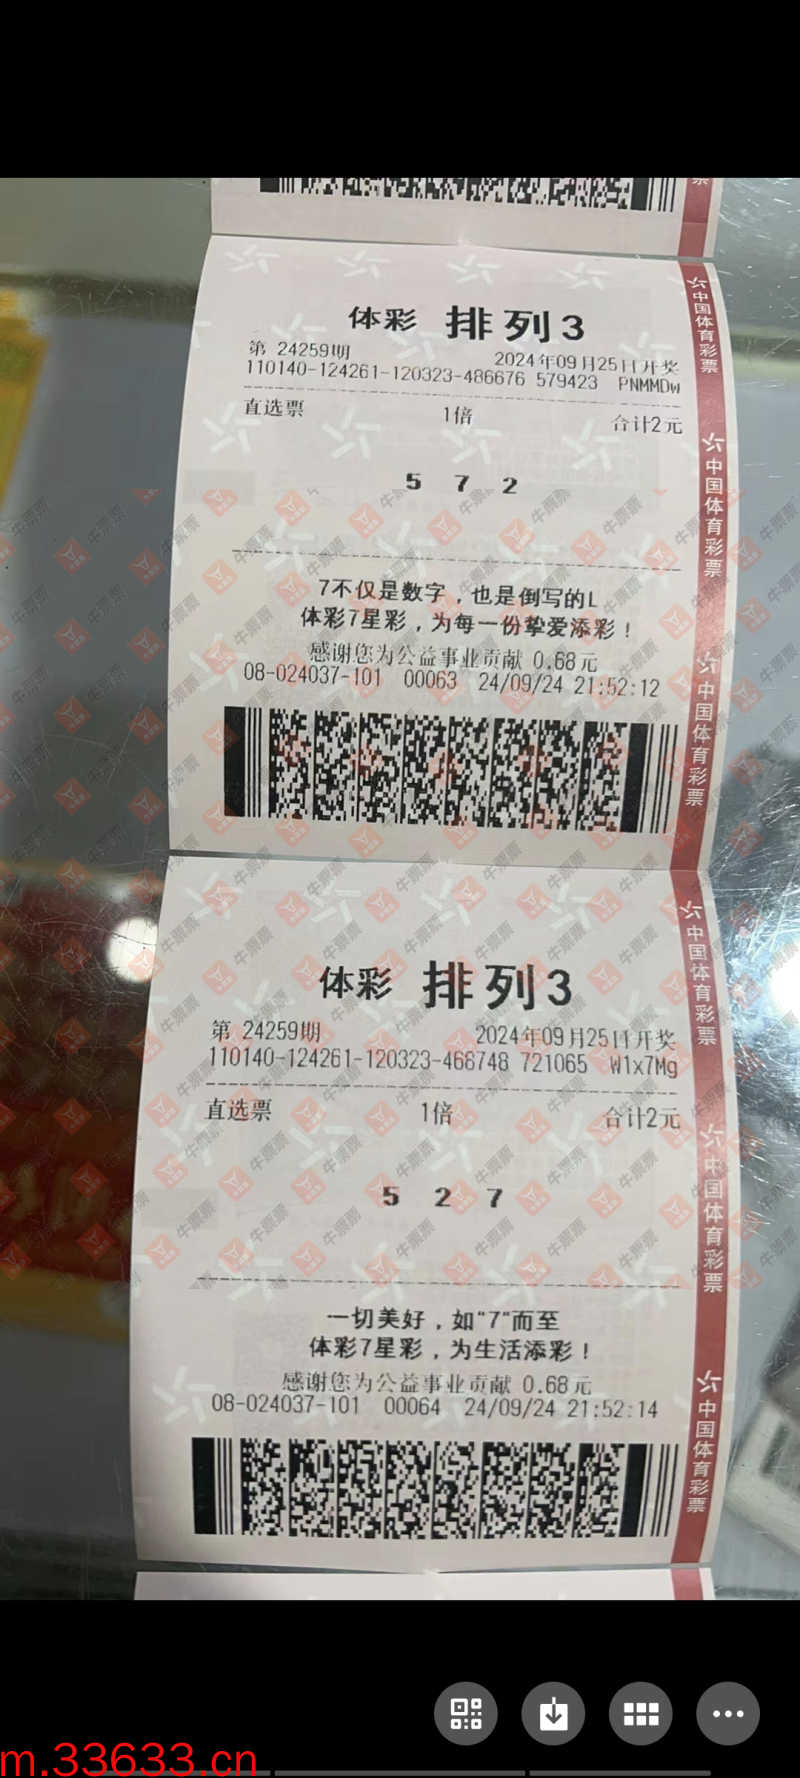 票
体彩 排列3
第 24259期 2024年09月25日开奖
110140-124261-120323-486676 579423 PNMMDw
直选票 1倍 合计2元
5 7 2
7不仅是数字，也是倒写的L
体彩7星彩，为每一份挚爱添彩！
感谢您为公益事业贡献 0.68元
08-024037-101 00063 24/09/24 21:52:12
中国体育彩票
中国体育彩票
中国体育彩票
体彩 排列3
第 24259期 2024年09月25日开奖
110140-124261-120323-468748 721065 W1x7Mg
直选票 1倍 合计2元
5 2 7
一切美好，如"7"而至
体彩7星彩，为生活添彩！
感谢您为公益事业贡献 0.68元
08-024037-101 00064 24/09/24 21:52:14
中国体育彩票
中国体育彩票
中国体育彩票
牛票票
m.33633.cn